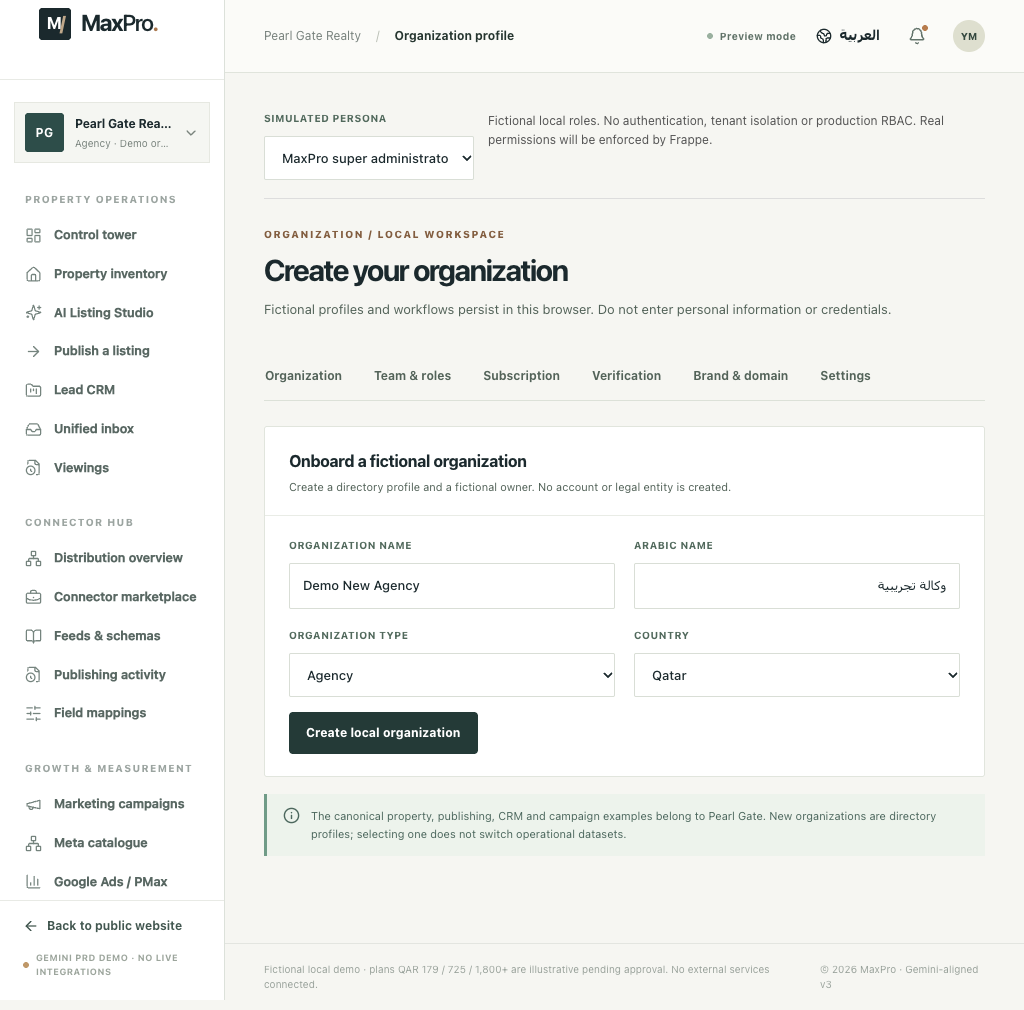 M/ MaxPro.
PG
Pearl Gate Rea...
Agency · Demo or...
PROPERTY OPERATIONS
Control tower
Property inventory
AI Listing Studio
Publish a listing
Lead CRM
Unified inbox
Viewings
CONNECTOR HUB
Distribution overview
Connector marketplace
Feeds & schemas
Publishing activity
Field mappings
GROWTH & MEASUREMENT
Marketing campaigns
Meta catalogue
Google Ads / PMax
Back to public website
GEMINI PRD DEMO · NO LIVE
INTEGRATIONS
Pearl Gate Realty / Organization profile
Preview mode
العربية
YM
SIMULATED PERSONA
MaxPro super administrato
Fictional local roles. No authentication, tenant isolation or production RBAC. Real
permissions will be enforced by Frappe.
ORGANIZATION / LOCAL WORKSPACE
Create your organization
Fictional profiles and workflows persist in this browser. Do not enter personal information or credentials.
Organization Team & roles Subscription Verification Brand & domain Settings
Onboard a fictional organization
Create a directory profile and a fictional owner. No account or legal entity is created.
ORGANIZATION NAME
Demo New Agency
ARABIC NAME
وكالة تجريبية
ORGANIZATION TYPE
Agency
COUNTRY
Qatar
Create local organization
The canonical property, publishing, CRM and campaign examples belong to Pearl Gate. New organizations are directory
profiles; selecting one does not switch operational datasets.
Fictional local demo · plans QAR 179 / 725 / 1,800+ are illustrative pending approval. No external services
connected.
© 2026 MaxPro · Gemini-aligned
v3